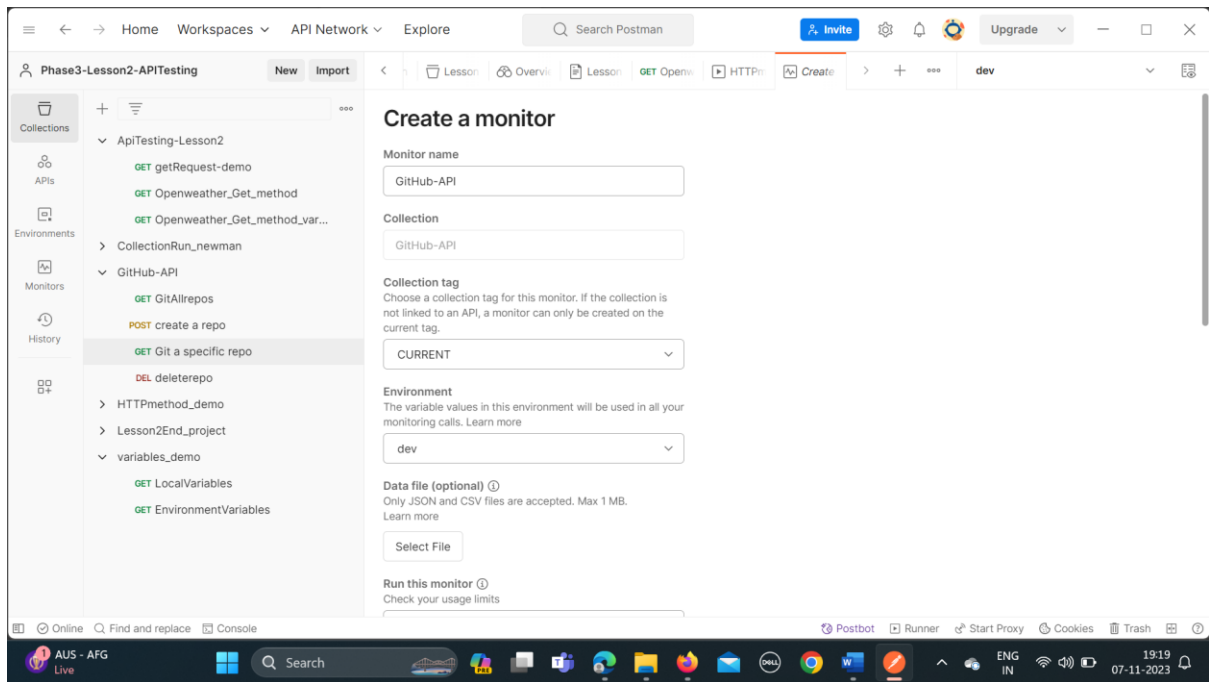 Home Workspaces API Network Explore Search Postman Invite Upgrade
Phase3-Lesson2-APITesting New Import Lesson Overvi Lesson GET Openw HTTPm Create dev
Collections
APIs
Environments
Monitors
History
ApiTesting-Lesson2
GET getRequest-demo
GET Openweather_Get_method
GET Openweather_Get_method_var...
CollectionRun_newman
GitHub-API
GET GitAllrepos
POST create a repo
GET Git a specific repo
DEL deleterepo
HTTPmethod_demo
Lesson2End_project
variables_demo
GET LocalVariables
GET EnvironmentVariables
Create a monitor
Monitor name
GitHub-API
Collection
GitHub-API
Collection tag
Choose a collection tag for this monitor. If the collection is
not linked to an API, a monitor can only be created on the
current tag.
CURRENT
Environment
The variable values in this environment will be used in all your
monitoring calls. Learn more
dev
Data file (optional)
Only JSON and CSV files are accepted. Max 1 MB.
Learn more
Select File
Run this monitor
Check your usage limits
Online Find and replace Console Postbot Runner Start Proxy Cookies Trash
1 AUS - AFG
Live
Search
PRE
DELL
ENG
IN
19:19
07-11-2023